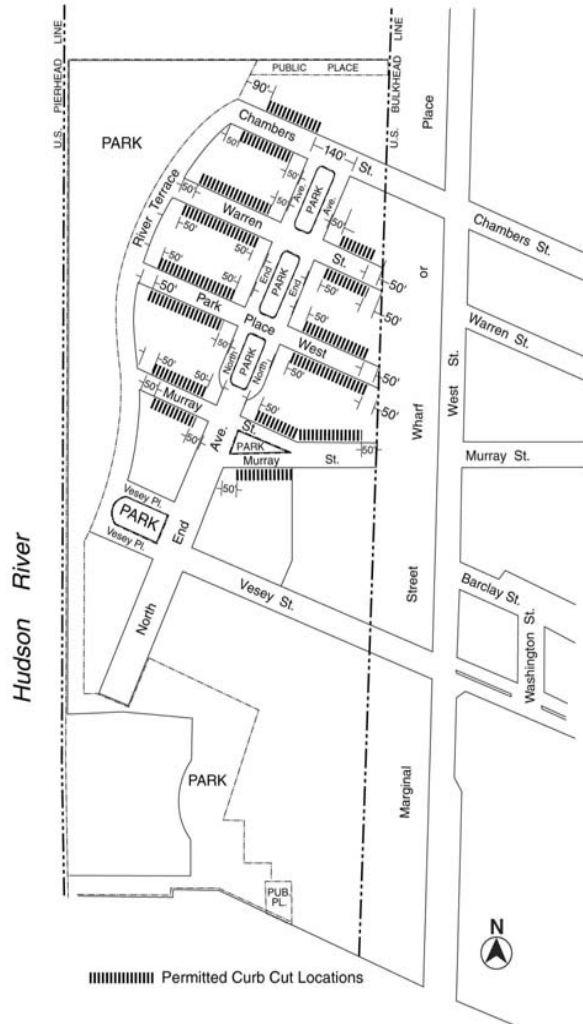 U.S. PIERHEAD LINE
U.S. BULKHEAD LINE
PUBLIC PLACE
PARK
90'
Chambers St.
140'
Place
50'
50'
River Terrace
Ave.
PARK
Ave.
50'
50'
Warren St.
50'
50'
50'
Chambers St.
50'
50'
End
PARK
End
50'
50'
or
Warren St.
50'
Park Place West
50'
50'
50'
North
PARK
North
50'
50'
50'
50'
West St.
Murray St.
50'
50'
Ave.
PARK
Murray St.
50'
50'
Wharf
Murray St.
Vesey Pl.
PARK
Vesey Pl.
End
Vesey St.
Street
Barclay St.
Washington St.
North
Hudson River
PARK
Marginal
PUB.
PL.
N
Permitted Curb Cut Locations